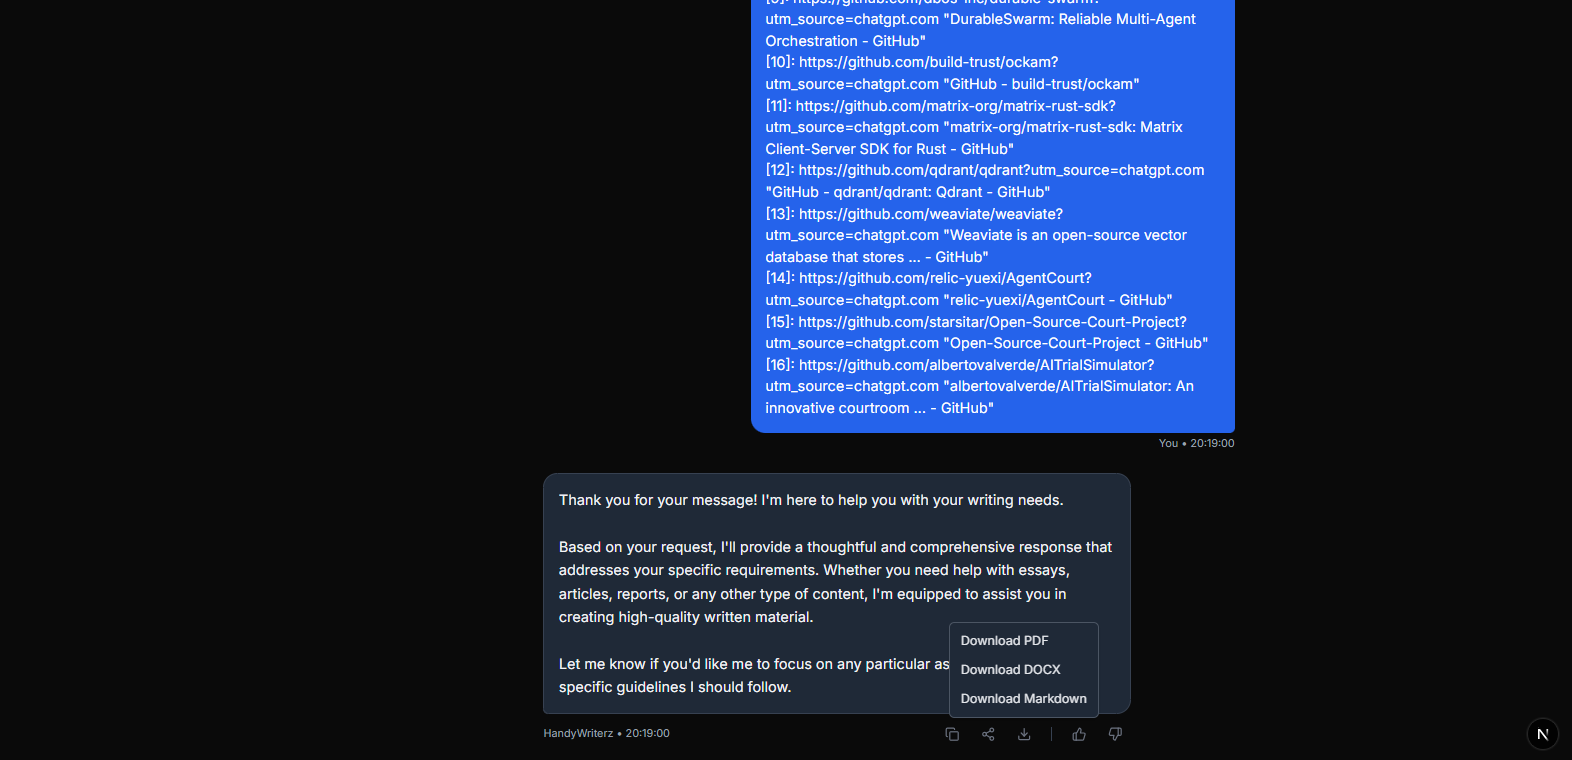 [9]: https://github.com/dbos-inc/durable-swarm?
utm_source=chatgpt.com "DurableSwarm: Reliable Multi-Agent
Orchestration - GitHub"
[10]: https://github.com/build-trust/ockam?
utm_source=chatgpt.com "GitHub - build-trust/ockam"
[11]: https://github.com/matrix-org/matrix-rust-sdk?
utm_source=chatgpt.com "matrix-org/matrix-rust-sdk: Matrix
Client-Server SDK for Rust - GitHub"
[12]: https://github.com/qdrant/qdrant?utm_source=chatgpt.com
"GitHub - qdrant/qdrant: Qdrant - GitHub"
[13]: https://github.com/weaviate/weaviate?
utm_source=chatgpt.com "Weaviate is an open-source vector
database that stores ... - GitHub"
[14]: https://github.com/relic-yuexi/AgentCourt?
utm_source=chatgpt.com "relic-yuexi/AgentCourt - GitHub"
[15]: https://github.com/starsitar/Open-Source-Court-Project?
utm_source=chatgpt.com "Open-Source-Court-Project - GitHub"
[16]: https://github.com/albertovalverde/AITrialSimulator?
utm_source=chatgpt.com "albertovalverde/AITrialSimulator: An
innovative courtroom ... - GitHub"
You • 20:19:00
Thank you for your message! I'm here to help you with your writing needs.
Based on your request, I'll provide a thoughtful and comprehensive response that
addresses your specific requirements. Whether you need help with essays,
articles, reports, or any other type of content, I'm equipped to assist you in
creating high-quality written material.
Let me know if you'd like me to focus on any particular as
specific guidelines I should follow.
Download PDF
Download DOCX
Download Markdown
HandyWriterz • 20:19:00
N